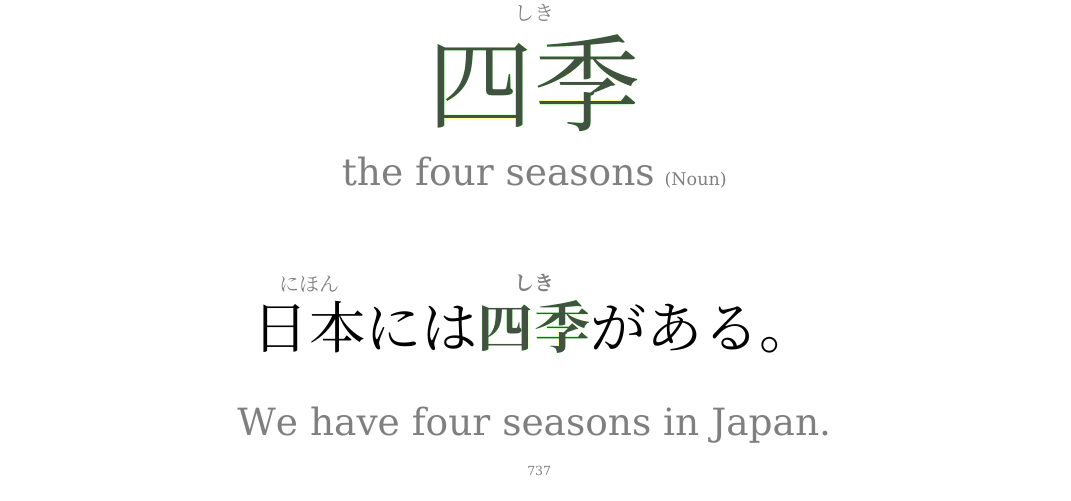 しき
四季
the four seasons (Noun)
にほん しき
日本には四季がある。
We have four seasons in Japan.
737